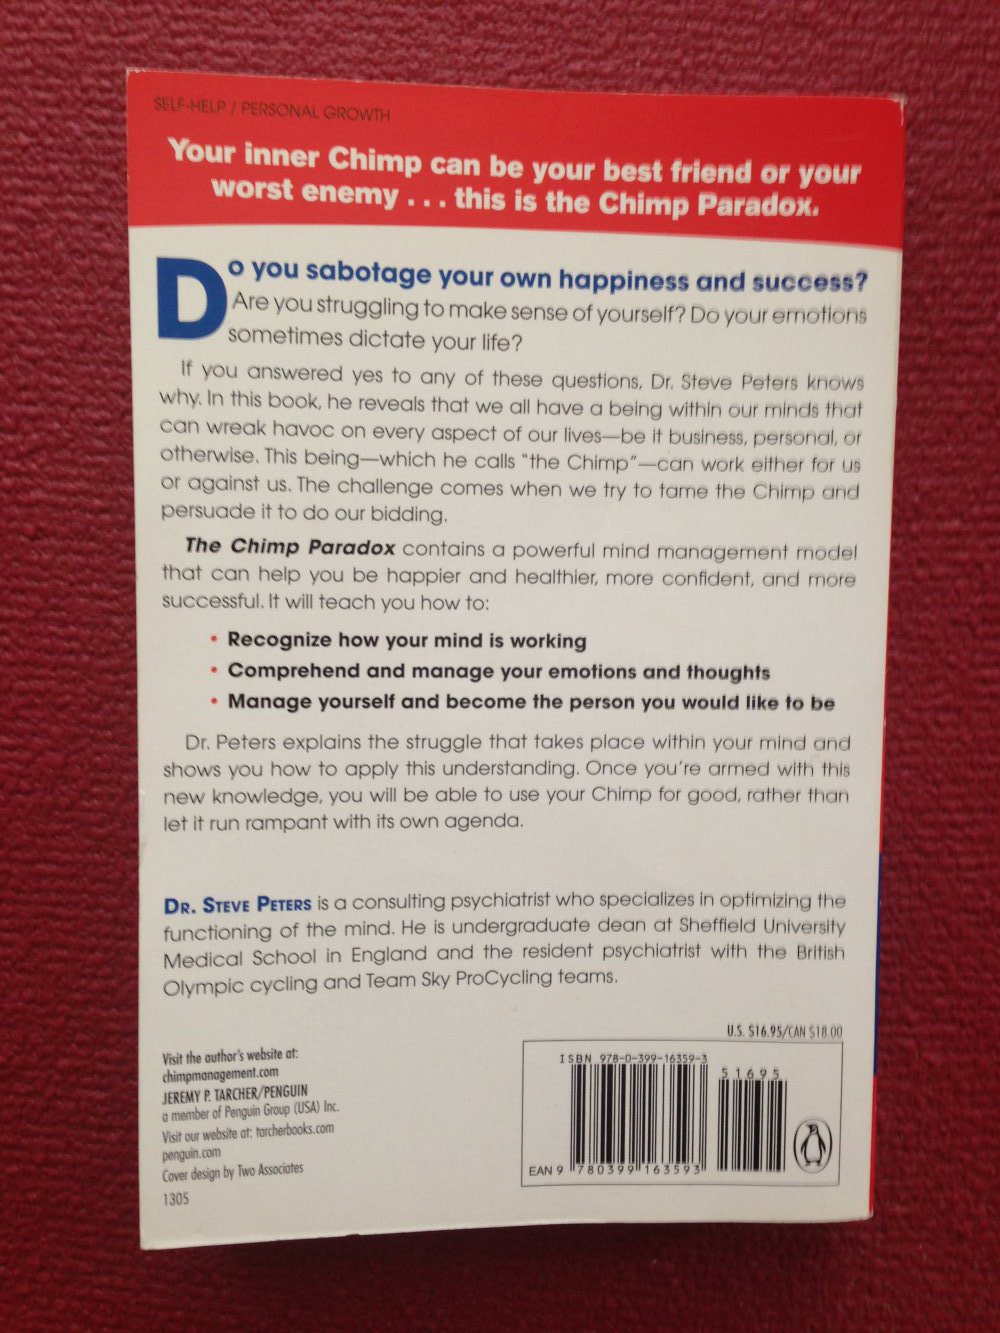 SELF-HELP / PERSONAL GROWTH
Your inner Chimp can be your best friend or your
worst enemy . . . this is the Chimp Paradox.
Do you sabotage your own happiness and success?
Are you struggling to make sense of yourself? Do your emotions
sometimes dictate your life?
If you answered yes to any of these questions, Dr. Steve Peters knows
why. In this book, he reveals that we all have a being within our minds that
can wreak havoc on every aspect of our lives—be it business, personal, or
otherwise. This being—which he calls “the Chimp”—can work either for us
or against us. The challenge comes when we try to tame the Chimp and
persuade it to do our bidding.
The Chimp Paradox contains a powerful mind management model
that can help you be happier and healthier, more confident, and more
successful. It will teach you how to:
• Recognize how your mind is working
• Comprehend and manage your emotions and thoughts
• Manage yourself and become the person you would like to be
Dr. Peters explains the struggle that takes place within your mind and
shows you how to apply this understanding. Once you’re armed with this
new knowledge, you will be able to use your Chimp for good, rather than
let it run rampant with its own agenda.
DR. STEVE PETERS is a consulting psychiatrist who specializes in optimizing the
functioning of the mind. He is undergraduate dean at Sheffield University
Medical School in England and the resident psychiatrist with the British
Olympic cycling and Team Sky ProCycling teams.
U.S. $16.95/CAN $18.00
Visit the author’s website at:
chimpmanagement.com
JEREMY P. TARCHER/PENGUIN
a member of Penguin Group (USA) Inc.
Visit our website at: tarcherbooks.com
penguin.com
Cover design by Two Associates
1305
ISBN 978-0-399-16359-3
51695
EAN 9 780399 163593